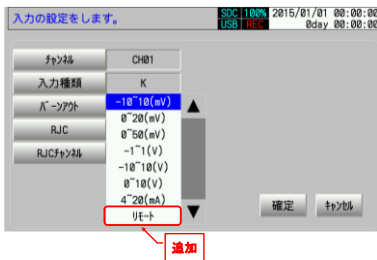 入力の設定をします。
SDC 100% 2015/01/01 00:00:00
USB REC 0day 00:00:00
ﾁｬﾝﾈﾙ CH01
入力種類 K
ﾊﾞｰﾝｱｳﾄ
RJC
RJCﾁｬﾝﾈﾙ
-10~10(mV)
0~20(mV)
0~50(mV)
-1~1(V)
-10~10(V)
0~10(V)
4~20(mA)
ﾘﾓｰﾄ
確定 ｷｬﾝｾﾙ
追加